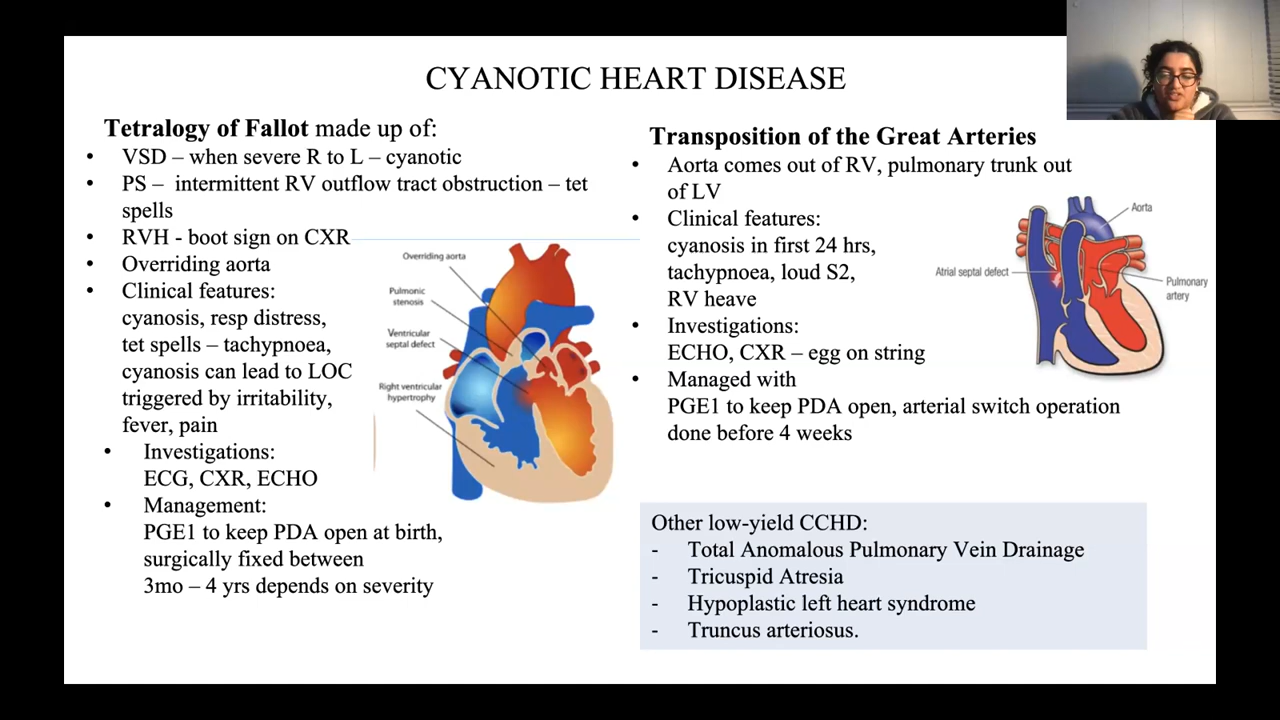 CYANOTIC HEART DISEASE
Tetralogy of Fallot made up of:
• VSD – when severe R to L – cyanotic
• PS – intermittent RV outflow tract obstruction – tet
spells
• RVH - boot sign on CXR
• Overriding aorta
• Clinical features:
cyanosis, resp distress,
tet spells – tachypnoea,
cyanosis can lead to LOC
triggered by irritability,
fever, pain
• Investigations:
ECG, CXR, ECHO
• Management:
PGE1 to keep PDA open at birth,
surgically fixed between
3mo – 4 yrs depends on severity
Overriding aorta
Pulmonic
stenosis
Ventricular
septal defect
Right ventricular
hypertrophy
Transposition of the Great Arteries
• Aorta comes out of RV, pulmonary trunk out
of LV
• Clinical features:
cyanosis in first 24 hrs,
tachypnoea, loud S2,
RV heave
• Investigations:
ECHO, CXR – egg on string
• Managed with
PGE1 to keep PDA open, arterial switch operation
done before 4 weeks
Aorta
Atrial septal defect
Pulmonary
artery
Other low-yield CCHD:
- Total Anomalous Pulmonary Vein Drainage
- Tricuspid Atresia
- Hypoplastic left heart syndrome
- Truncus arteriosus.